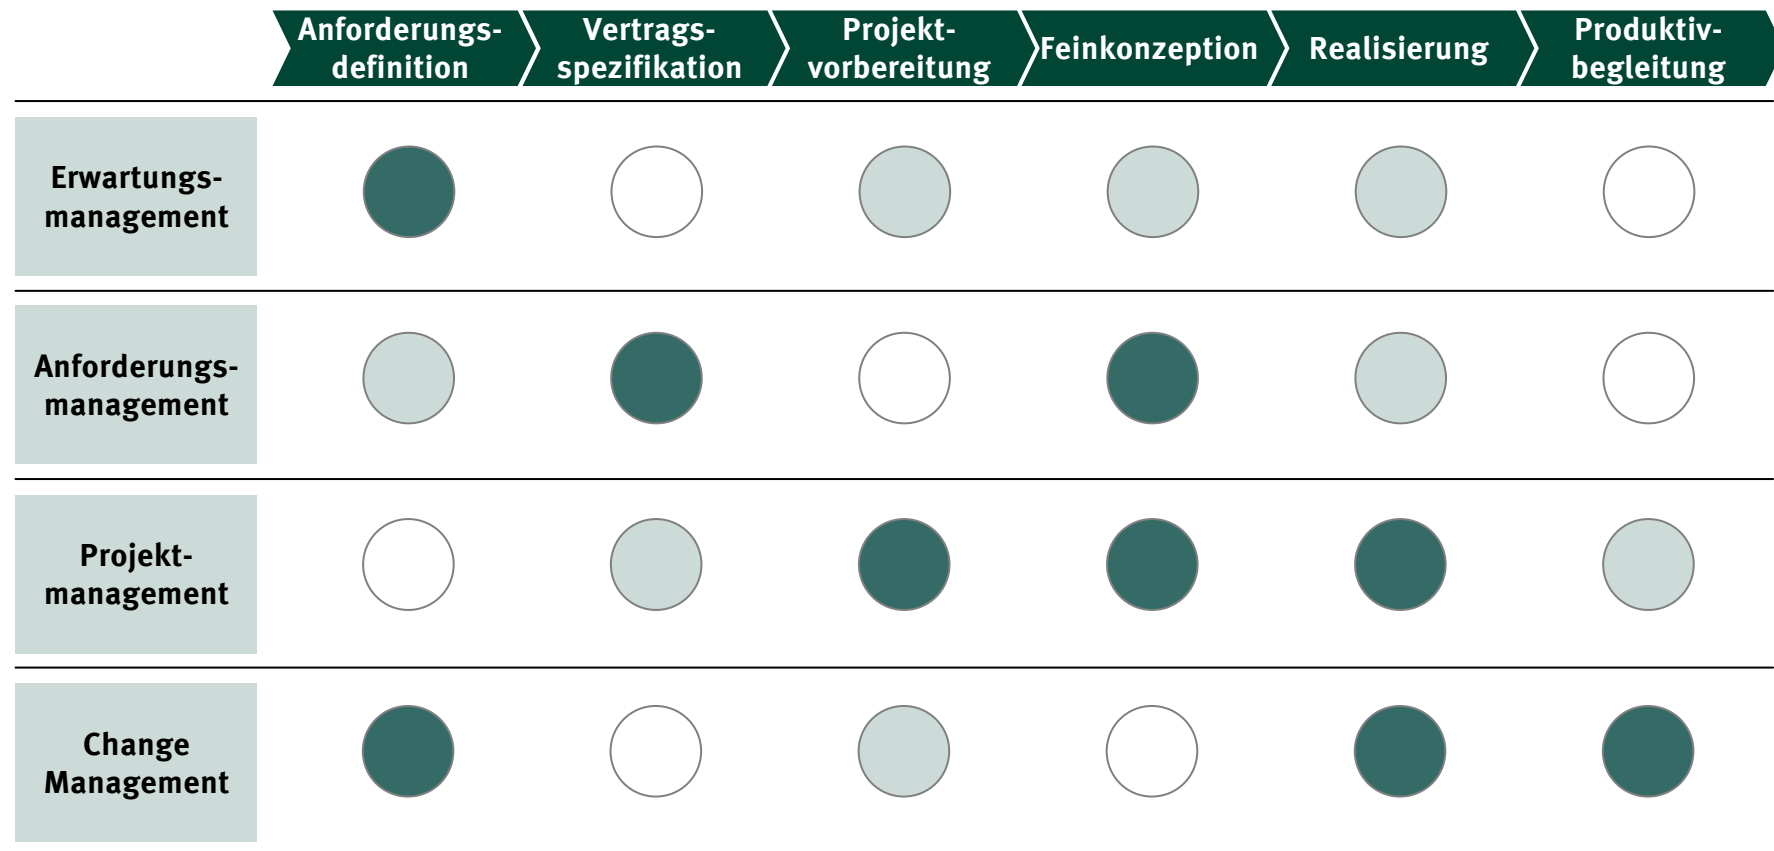 Anforderungs-
definition
Vertrags-
spezifikation
Projekt-
vorbereitung
Feinkonzeption
Realisierung
Produktiv-
begleitung
Erwartungs-
management
Anforderungs-
management
Projekt-
management
Change
Management